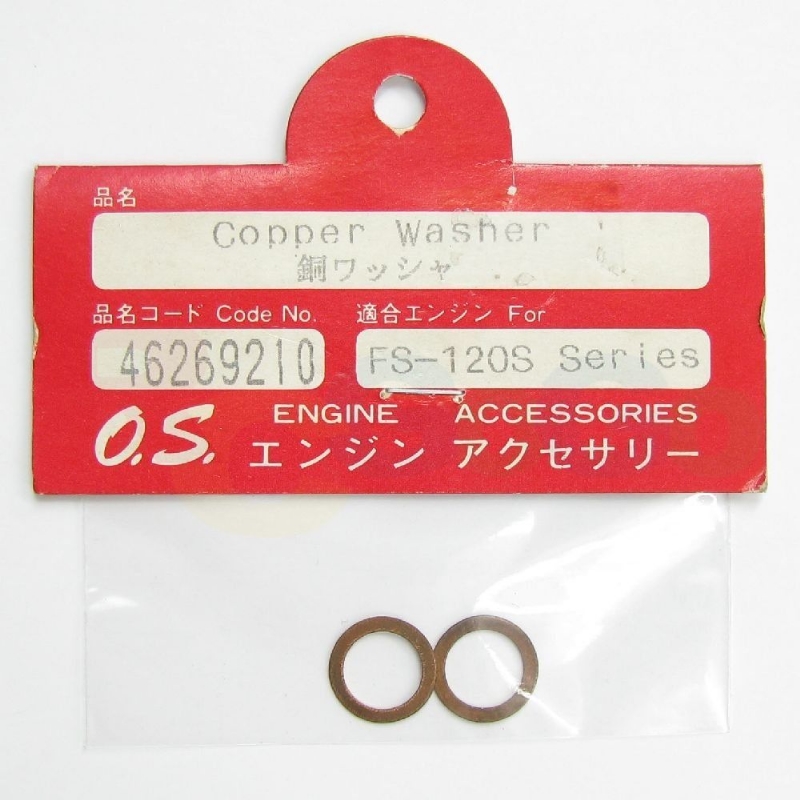 品名
Copper Washer
銅ワッシャ
品名コード Code No.
46269210
適合エンジン For
FS-120S Series
O.S.
ENGINE ACCESSORIES
エンジン アクセサリー